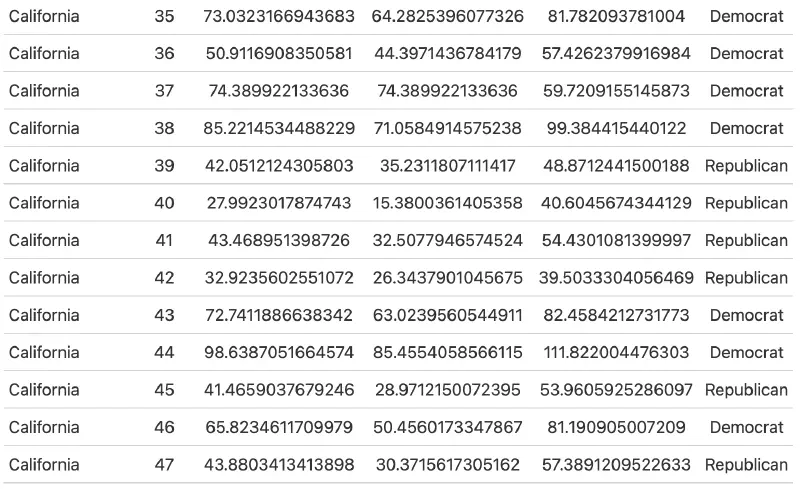 California 35 73.0323166943683 64.2825396077326 81.782093781004 Democrat
California 36 50.9116908350581 44.3971436784179 57.4262379916984 Democrat
California 37 74.389922133636 74.389922133636 59.7209155145873 Democrat
California 38 85.2214534488229 71.0584914575238 99.384415440122 Democrat
California 39 42.0512124305803 35.2311807111417 48.8712441500188 Republican
California 40 27.9923017874743 15.3800361405358 40.6045674344129 Republican
California 41 43.468951398726 32.5077946574524 54.4301081399997 Republican
California 42 32.9235602551072 26.3437901045675 39.5033304056469 Republican
California 43 72.7411886638342 63.0239560544911 82.4584212731773 Democrat
California 44 98.6387051664574 85.4554058566115 111.822004476303 Democrat
California 45 41.4659037679246 28.9712150072395 53.9605925286097 Republican
California 46 65.8234611709979 50.4560173347867 81.190905007209 Democrat
California 47 43.8803413413898 30.3715617305162 57.3891209522633 Republican